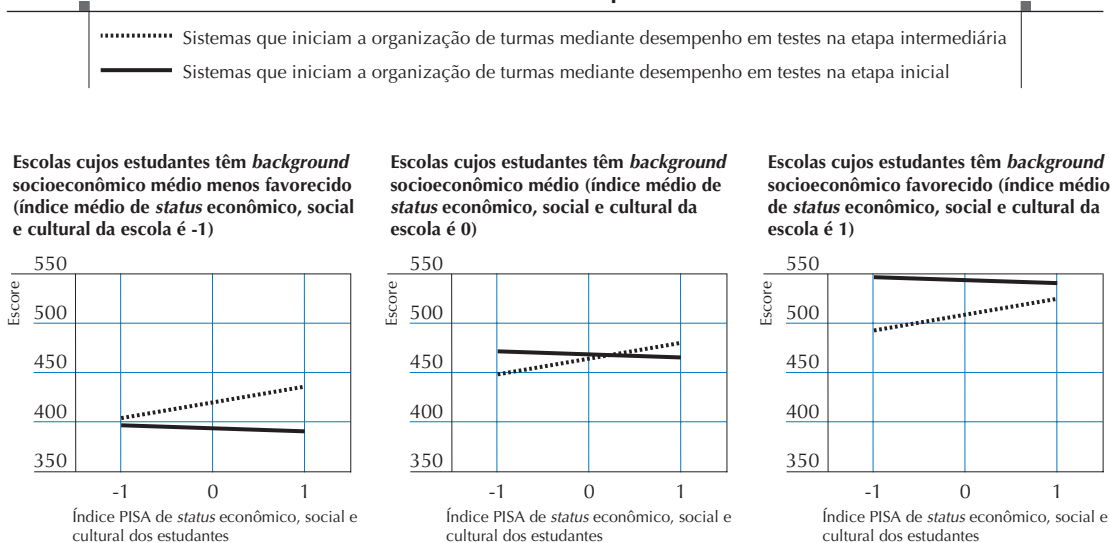 Sistemas que iniciam a organização de turmas mediante desempenho em testes na etapa intermediária
Sistemas que iniciam a organização de turmas mediante desempenho em testes na etapa inicial
Escolas cujos estudantes têm background
socioeconômico médio menos favorecido
(índice médio de status econômico, social
e cultural da escola é -1)
550
500
450
400
350
Escore
-1 0 1
Índice PISA de status econômico, social e
cultural dos estudantes
Escolas cujos estudantes têm background
socioeconômico médio (índice médio de
status econômico, social e cultural da
escola é 0)
550
500
450
400
350
Escore
-1 0 1
Índice PISA de status econômico, social e
cultural dos estudantes
Escolas cujos estudantes têm background
socioeconômico favorecido (índice médio
de status econômico, social e cultural da
escola é 1)
550
500
450
400
350
Escore
-1 0 1
Índice PISA de status econômico, social e
cultural dos estudantes